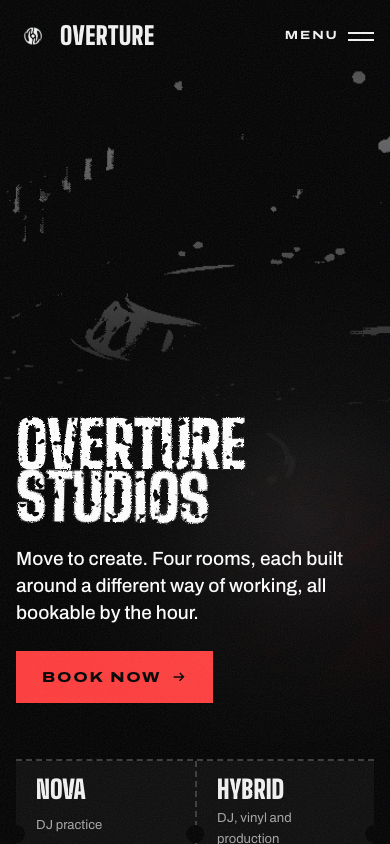 OVERTURE
MENU
OVERTURE
STUDIOS
Move to create. Four rooms, each built
around a different way of working, all
bookable by the hour.
BOOK NOW →
NOVA
DJ practice
HYBRID
DJ, vinyl and
production